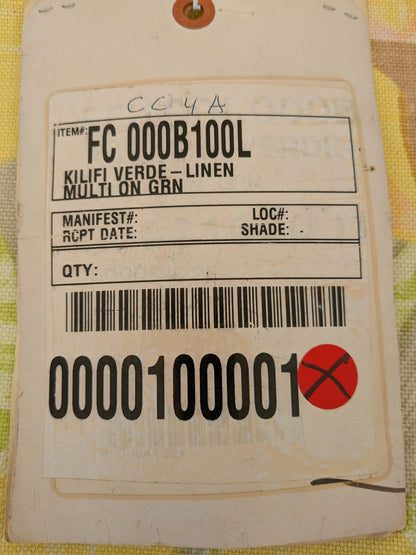 CC4A
ITEM#: FC 000B100L
KILIFI VERDE-LINEN
MULTI ON GRN
MANIFEST#: LOC#:
RCPT DATE: SHADE: -
QTY:
0000100001
X